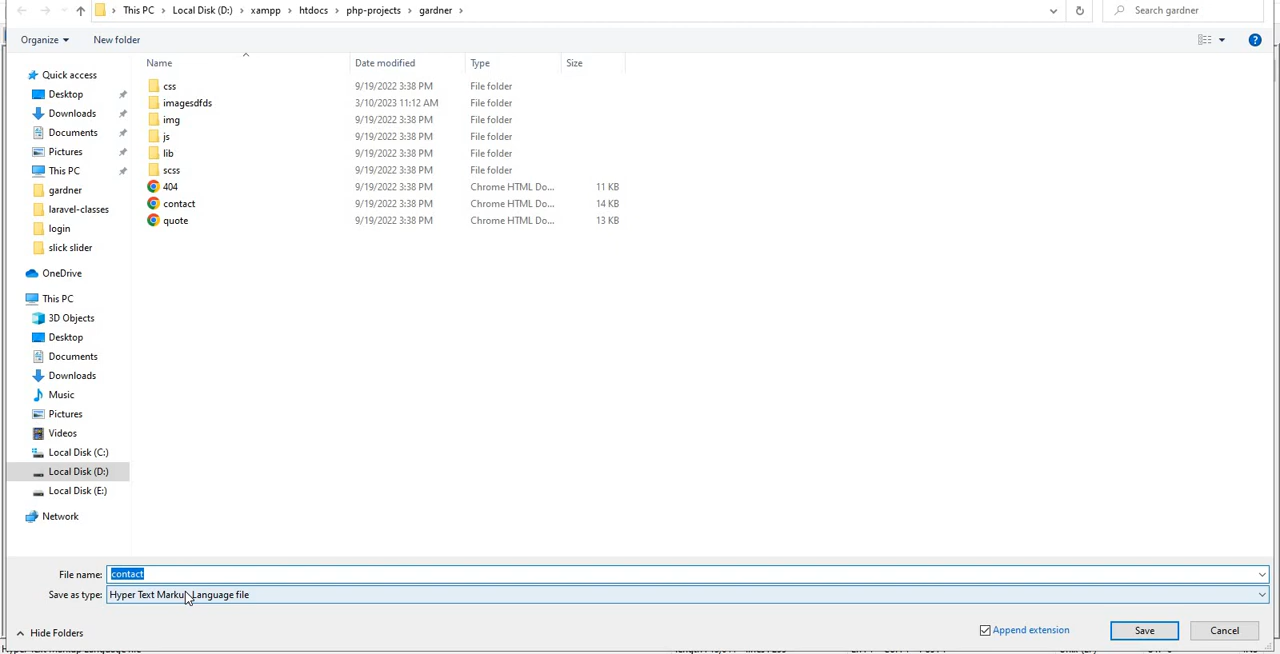 This PC › Local Disk (D:) › xampp › htdocs › php-projects › gardner ›
Search gardner
Organize
New folder
Name Date modified Type Size
Quick access
Desktop
Downloads
Documents
Pictures
This PC
gardner
laravel-classes
login
slick slider
OneDrive
This PC
3D Objects
Desktop
Documents
Downloads
Music
Pictures
Videos
Local Disk (C:)
Local Disk (D:)
Local Disk (E:)
Network
css 9/19/2022 3:38 PM File folder
imagesdfds 3/10/2023 11:12 AM File folder
img 9/19/2022 3:38 PM File folder
js 9/19/2022 3:38 PM File folder
lib 9/19/2022 3:38 PM File folder
scss 9/19/2022 3:38 PM File folder
404 9/19/2022 3:38 PM Chrome HTML Do... 11 KB
contact 9/19/2022 3:38 PM Chrome HTML Do... 14 KB
quote 9/19/2022 3:38 PM Chrome HTML Do... 13 KB
File name: contact
Save as type: Hyper Text Markup Language file
Hide Folders
Append extension
Save
Cancel